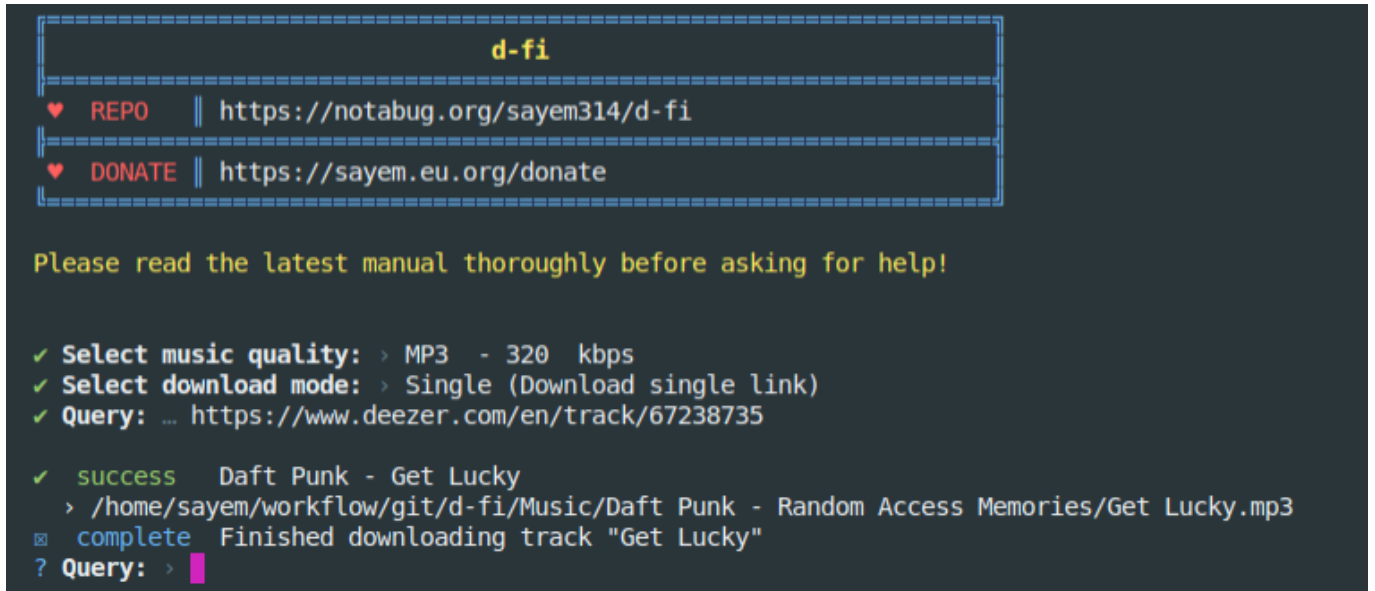 d-fi
♥ REPO ║ https://notabug.org/sayem314/d-fi
♥ DONATE ║ https://sayem.eu.org/donate
Please read the latest manual thoroughly before asking for help!
✔ Select music quality: › MP3 - 320 kbps
✔ Select download mode: › Single (Download single link)
✔ Query: … https://www.deezer.com/en/track/67238735
✔ success Daft Punk - Get Lucky
› /home/sayem/workflow/git/d-fi/Music/Daft Punk - Random Access Memories/Get Lucky.mp3
☒ complete Finished downloading track "Get Lucky"
? Query: ›